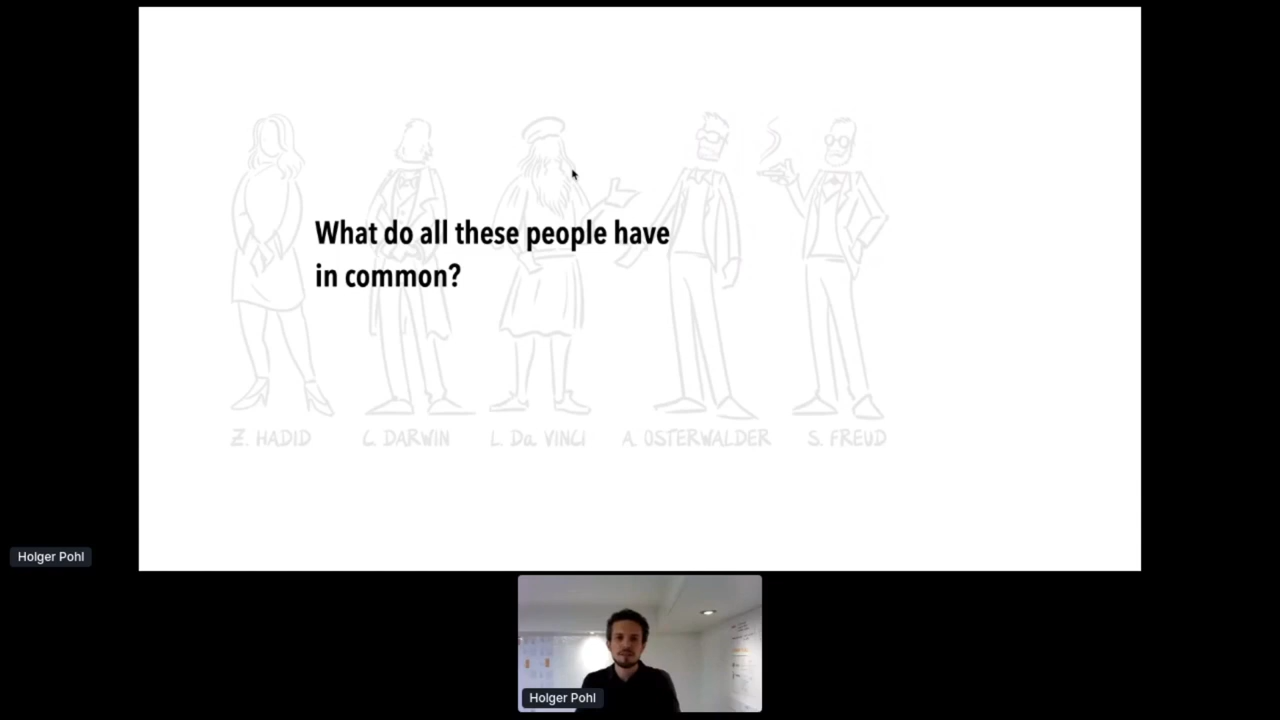 What do all these people have
in common?
Z. HADID
C. DARWIN
L. Da VINCI
A. OSTERWALDER
S. FREUD
Holger Pohl
Holger Pohl